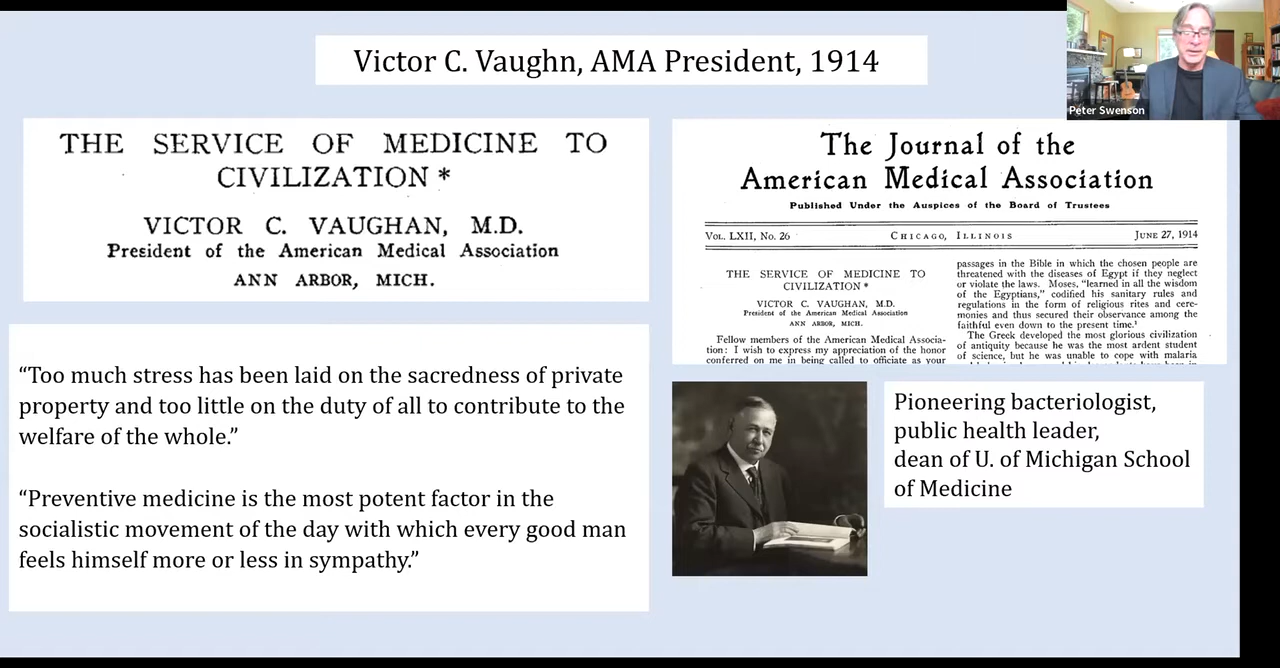 Victor C. Vaughn, AMA President, 1914
Peter Swenson
THE SERVICE OF MEDICINE TO
CIVILIZATION *
VICTOR C. VAUGHAN, M.D.
President of the American Medical Association
ANN ARBOR, MICH.
The Journal of the
American Medical Association
Published Under the Auspices of the Board of Trustees
VOL. LXII, No. 26 CHICAGO, ILLINOIS JUNE 27, 1914
THE SERVICE OF MEDICINE TO
CIVILIZATION *
VICTOR C. VAUGHAN, M.D.
President of the American Medical Association
ANN ARBOR, MICH.
Fellow members of the American Medical Associa-
tion: I wish to express my appreciation of the honor
conferred on me in being called to officiate as your
passages in the Bible in which the chosen people are
threatened with the diseases of Egypt if they neglect
or violate the laws. Moses, "learned in all the wisdom
of the Egyptians," codified his sanitary rules and
regulations in the form of religious rites and cere-
monies and thus secured their observance among the
faithful even down to the present time.¹
The Greek developed the most glorious civilization
of antiquity because he was the most ardent student
of science, but he was unable to cope with malaria
“Too much stress has been laid on the sacredness of private
property and too little on the duty of all to contribute to the
welfare of the whole.”
“Preventive medicine is the most potent factor in the
socialistic movement of the day with which every good man
feels himself more or less in sympathy.”
Pioneering bacteriologist,
public health leader,
dean of U. of Michigan School
of Medicine